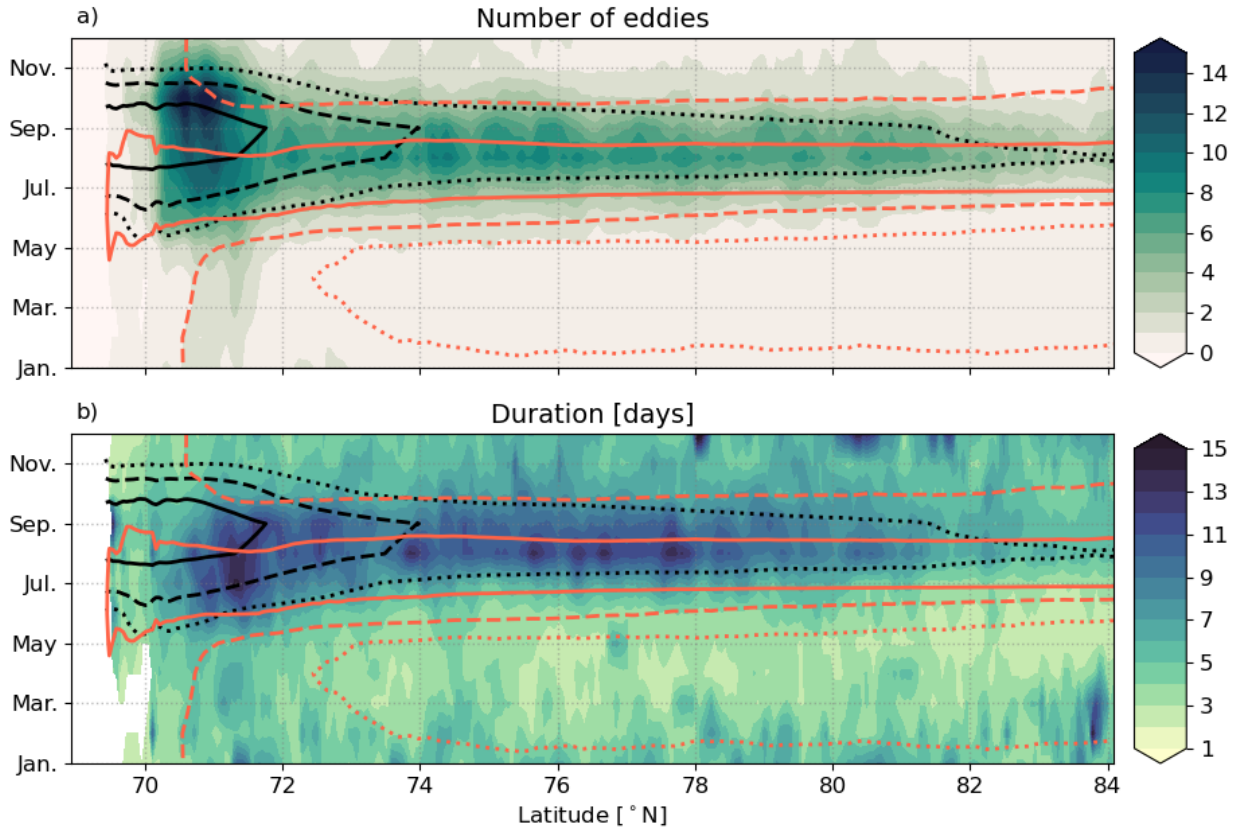 a)
Number of eddies
Nov.
Sep.
Jul.
May
Mar.
Jan.
70 72 74 76 78 80 82 84
14
12
10
8
6
4
2
0
b)
Duration [days]
Nov.
Sep.
Jul.
May
Mar.
Jan.
70 72 74 76 78 80 82 84
Latitude [°N]
15
13
11
9
7
5
3
1